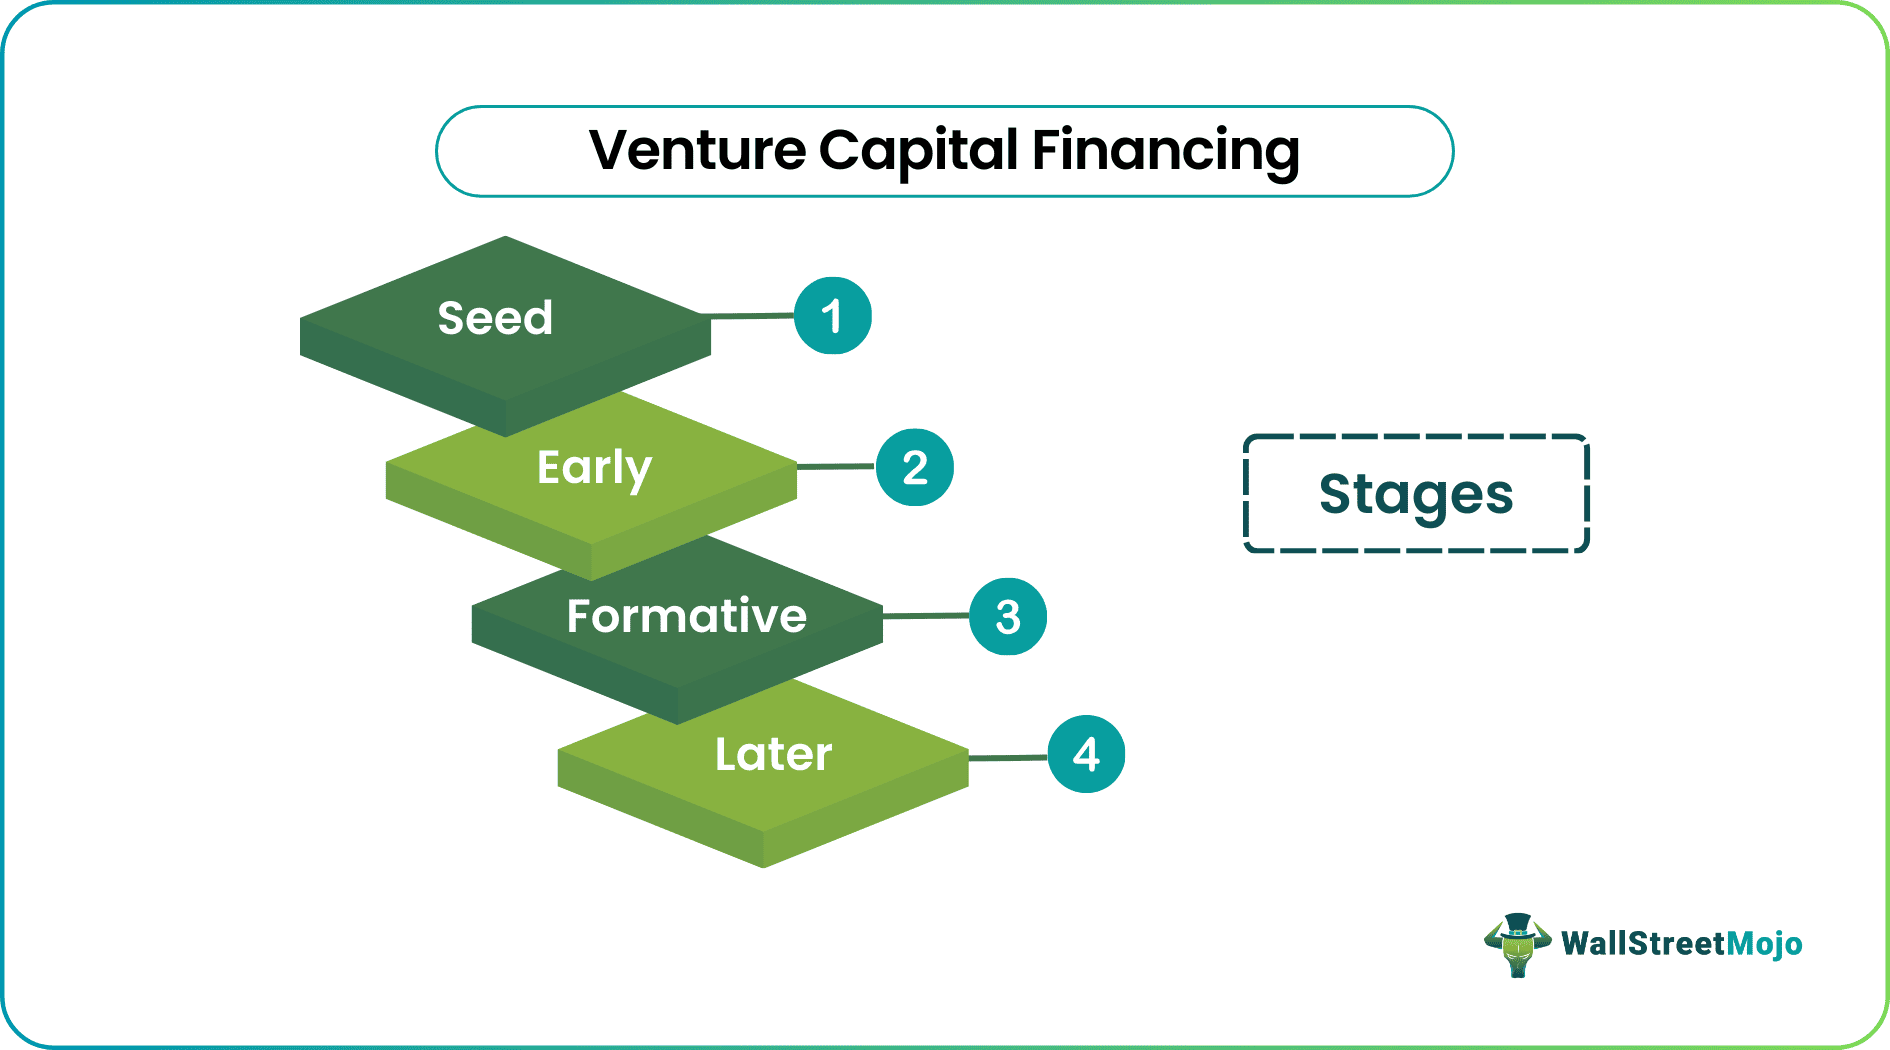 Venture Capital Financing
Seed
1
Early
2
Stages
Formative
3
Later
4
WallStreetMojo